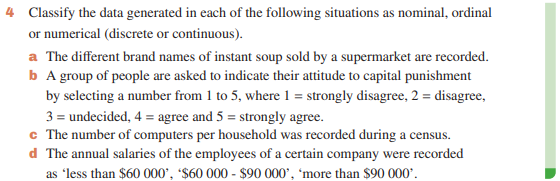 4 Classify the data generated in each of the following situations as nominal, ordinal
or numerical (discrete or continuous).
a The different brand names of instant soup sold by a supermarket are recorded.
b A group of people are asked to indicate their attitude to capital punishment
by selecting a number from 1 to 5, where 1 = strongly disagree, 2 = disagree,
3 = undecided, 4 = agree and 5 = strongly agree.
c The number of computers per household was recorded during a census.
d The annual salaries of the employees of a certain company were recorded
as ‘less than $60 000’, ‘$60 000 - $90 000’, ‘more than $90 000’.